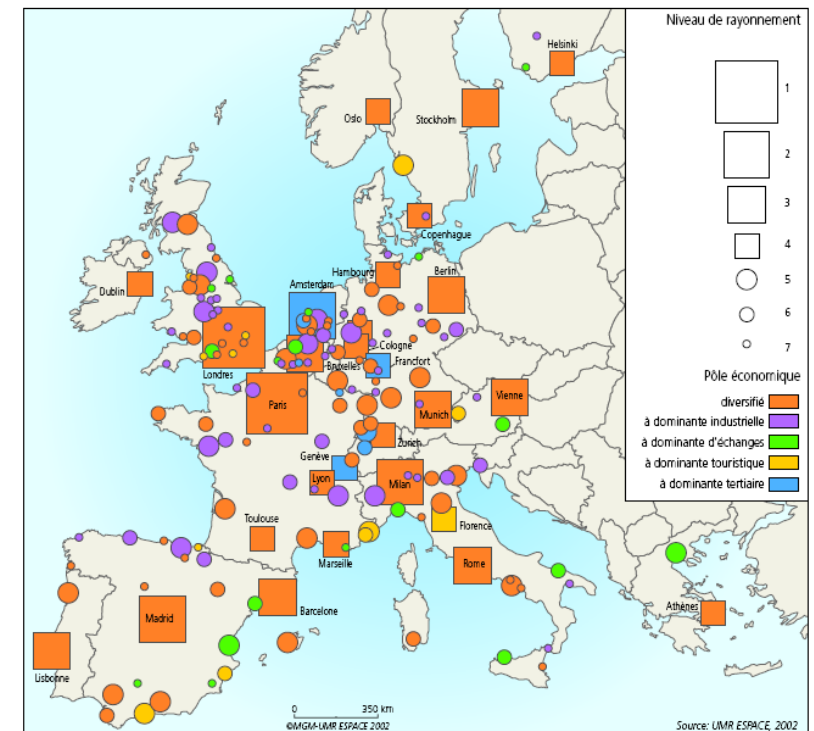 Niveau de rayonnement
1
2
3
4
5
6
7
Pôle économique
diversifié
à dominante industrielle
à dominante d'échanges
à dominante touristique
à dominante tertiaire
Helsinki
Oslo
Stockholm
Copenhague
Dublin
Hambourg
Berlin
Amsterdam
Londres
Bruxelles
Cologne
Francfort
Paris
Munich
Vienne
Zurich
Genève
Lyon
Milan
Toulouse
Marseille
Florence
Rome
Madrid
Barcelone
Lisbonne
Athènes
0 350 km
©MGM-UMR ESPACE 2002
Source: UMR ESPACE, 2002